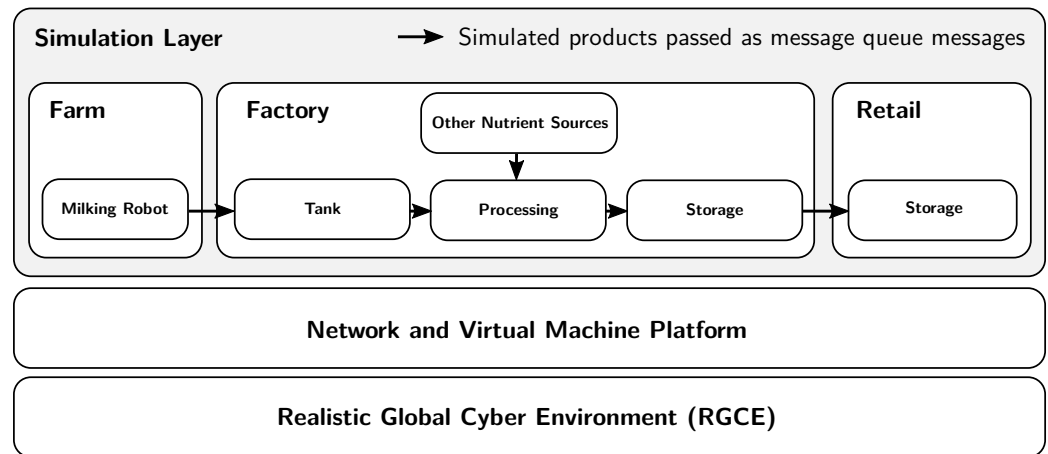 Simulation Layer
Simulated products passed as message queue messages
Farm
Factory
Retail
Other Nutrient Sources
Milking Robot
Tank
Processing
Storage
Storage
Network and Virtual Machine Platform
Realistic Global Cyber Environment (RGCE)